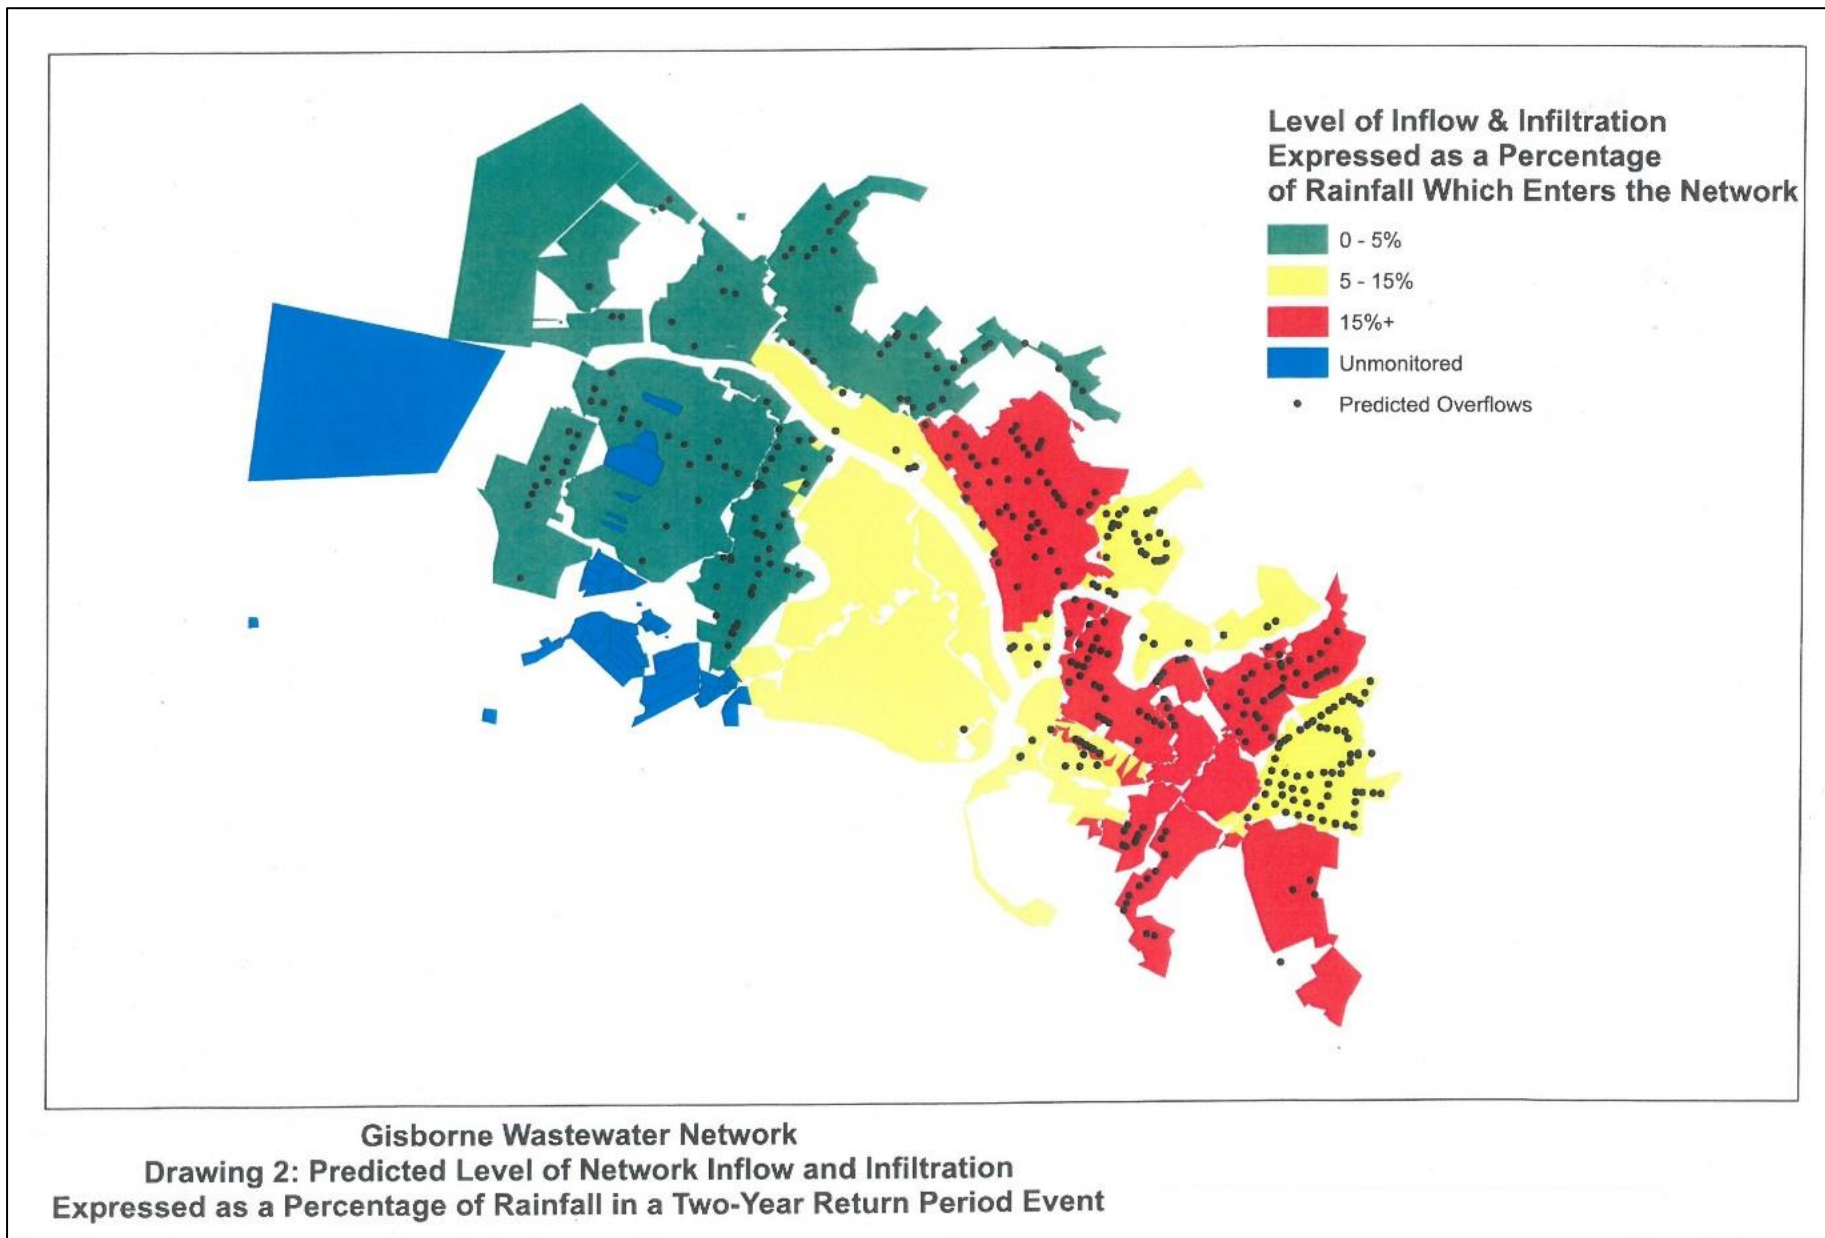 Level of Inflow & Infiltration
Expressed as a Percentage
of Rainfall Which Enters the Network
0 - 5%
5 - 15%
15%+
Unmonitored
Predicted Overflows
Gisborne Wastewater Network
Drawing 2: Predicted Level of Network Inflow and Infiltration
Expressed as a Percentage of Rainfall in a Two-Year Return Period Event